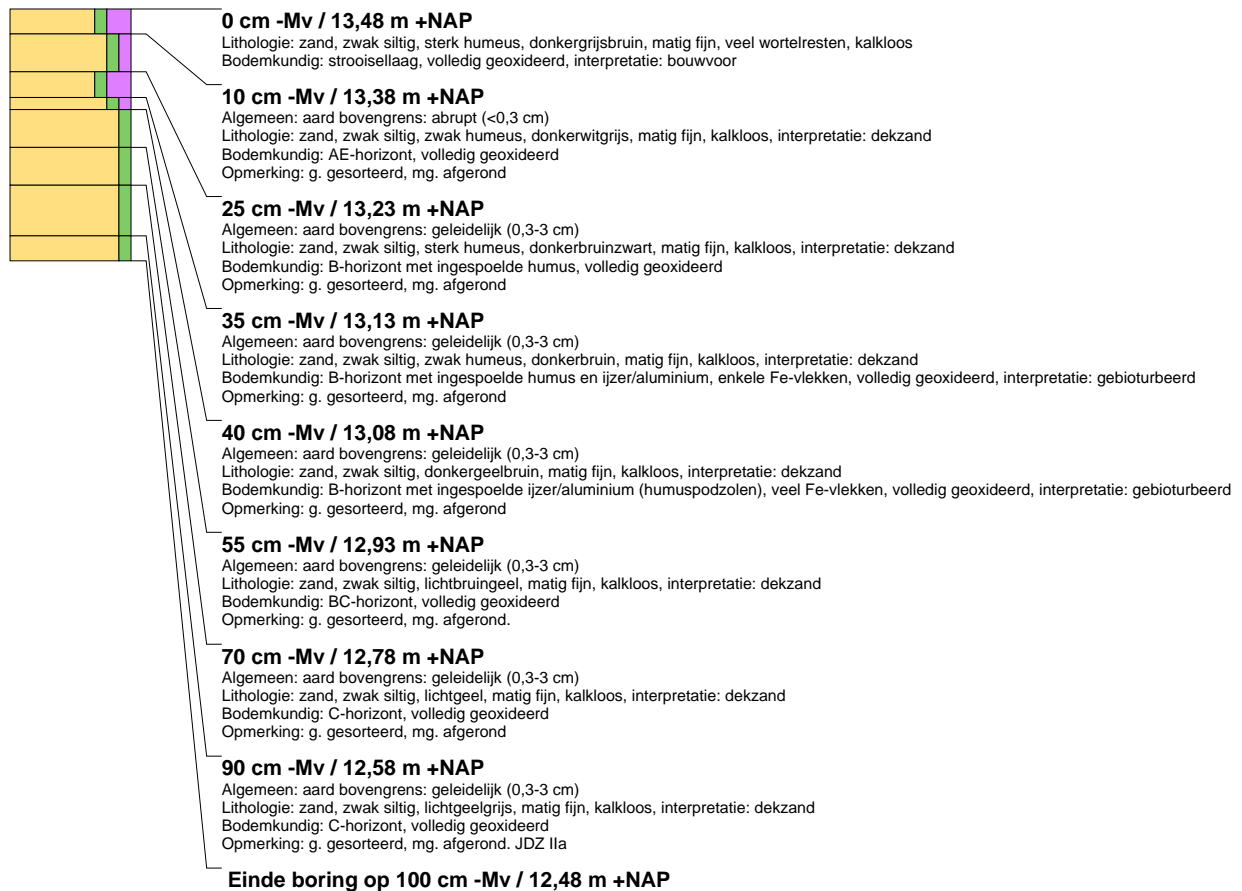 0 cm -Mv / 13,48 m +NAP
Lithologie: zand, zwak siltig, sterk humeus, donkergrijsbruin, matig fijn, veel wortelresten, kalkloos
Bodemkundig: strooisellaag, volledig geoxideerd, interpretatie: bouwvoor
10 cm -Mv / 13,38 m +NAP
Algemeen: aard bovengrens: abrupt (<0,3 cm)
Lithologie: zand, zwak siltig, zwak humeus, donkerwitgrijs, matig fijn, kalkloos, interpretatie: dekzand
Bodemkundig: AE-horizont, volledig geoxideerd
Opmerking: g. gesorteerd, mg. afgerond
25 cm -Mv / 13,23 m +NAP
Algemeen: aard bovengrens: geleidelijk (0,3-3 cm)
Lithologie: zand, zwak siltig, sterk humeus, donkerbruinzwart, matig fijn, kalkloos, interpretatie: dekzand
Bodemkundig: B-horizont met ingespoelde humus, volledig geoxideerd
Opmerking: g. gesorteerd, mg. afgerond
35 cm -Mv / 13,13 m +NAP
Algemeen: aard bovengrens: geleidelijk (0,3-3 cm)
Lithologie: zand, zwak siltig, zwak humeus, donkerbruin, matig fijn, kalkloos, interpretatie: dekzand
Bodemkundig: B-horizont met ingespoelde humus en ijzer/aluminium, enkele Fe-vlekken, volledig geoxideerd, interpretatie: gebioturbeerd
Opmerking: g. gesorteerd, mg. afgerond
40 cm -Mv / 13,08 m +NAP
Algemeen: aard bovengrens: geleidelijk (0,3-3 cm)
Lithologie: zand, zwak siltig, donkergeelbruin, matig fijn, kalkloos, interpretatie: dekzand
Bodemkundig: B-horizont met ingespoelde ijzer/aluminium (humuspodzolen), veel Fe-vlekken, volledig geoxideerd, interpretatie: gebioturbeerd
Opmerking: g. gesorteerd, mg. afgerond
55 cm -Mv / 12,93 m +NAP
Algemeen: aard bovengrens: geleidelijk (0,3-3 cm)
Lithologie: zand, zwak siltig, lichtbruingeel, matig fijn, kalkloos, interpretatie: dekzand
Bodemkundig: BC-horizont, volledig geoxideerd
Opmerking: g. gesorteerd, mg. afgerond.
70 cm -Mv / 12,78 m +NAP
Algemeen: aard bovengrens: geleidelijk (0,3-3 cm)
Lithologie: zand, zwak siltig, lichtgeel, matig fijn, kalkloos, interpretatie: dekzand
Bodemkundig: C-horizont, volledig geoxideerd
Opmerking: g. gesorteerd, mg. afgerond
90 cm -Mv / 12,58 m +NAP
Algemeen: aard bovengrens: geleidelijk (0,3-3 cm)
Lithologie: zand, zwak siltig, lichtgeelgrijs, matig fijn, kalkloos, interpretatie: dekzand
Bodemkundig: C-horizont, volledig geoxideerd
Opmerking: g. gesorteerd, mg. afgerond. JDZ IIa
Einde boring op 100 cm -Mv / 12,48 m +NAP